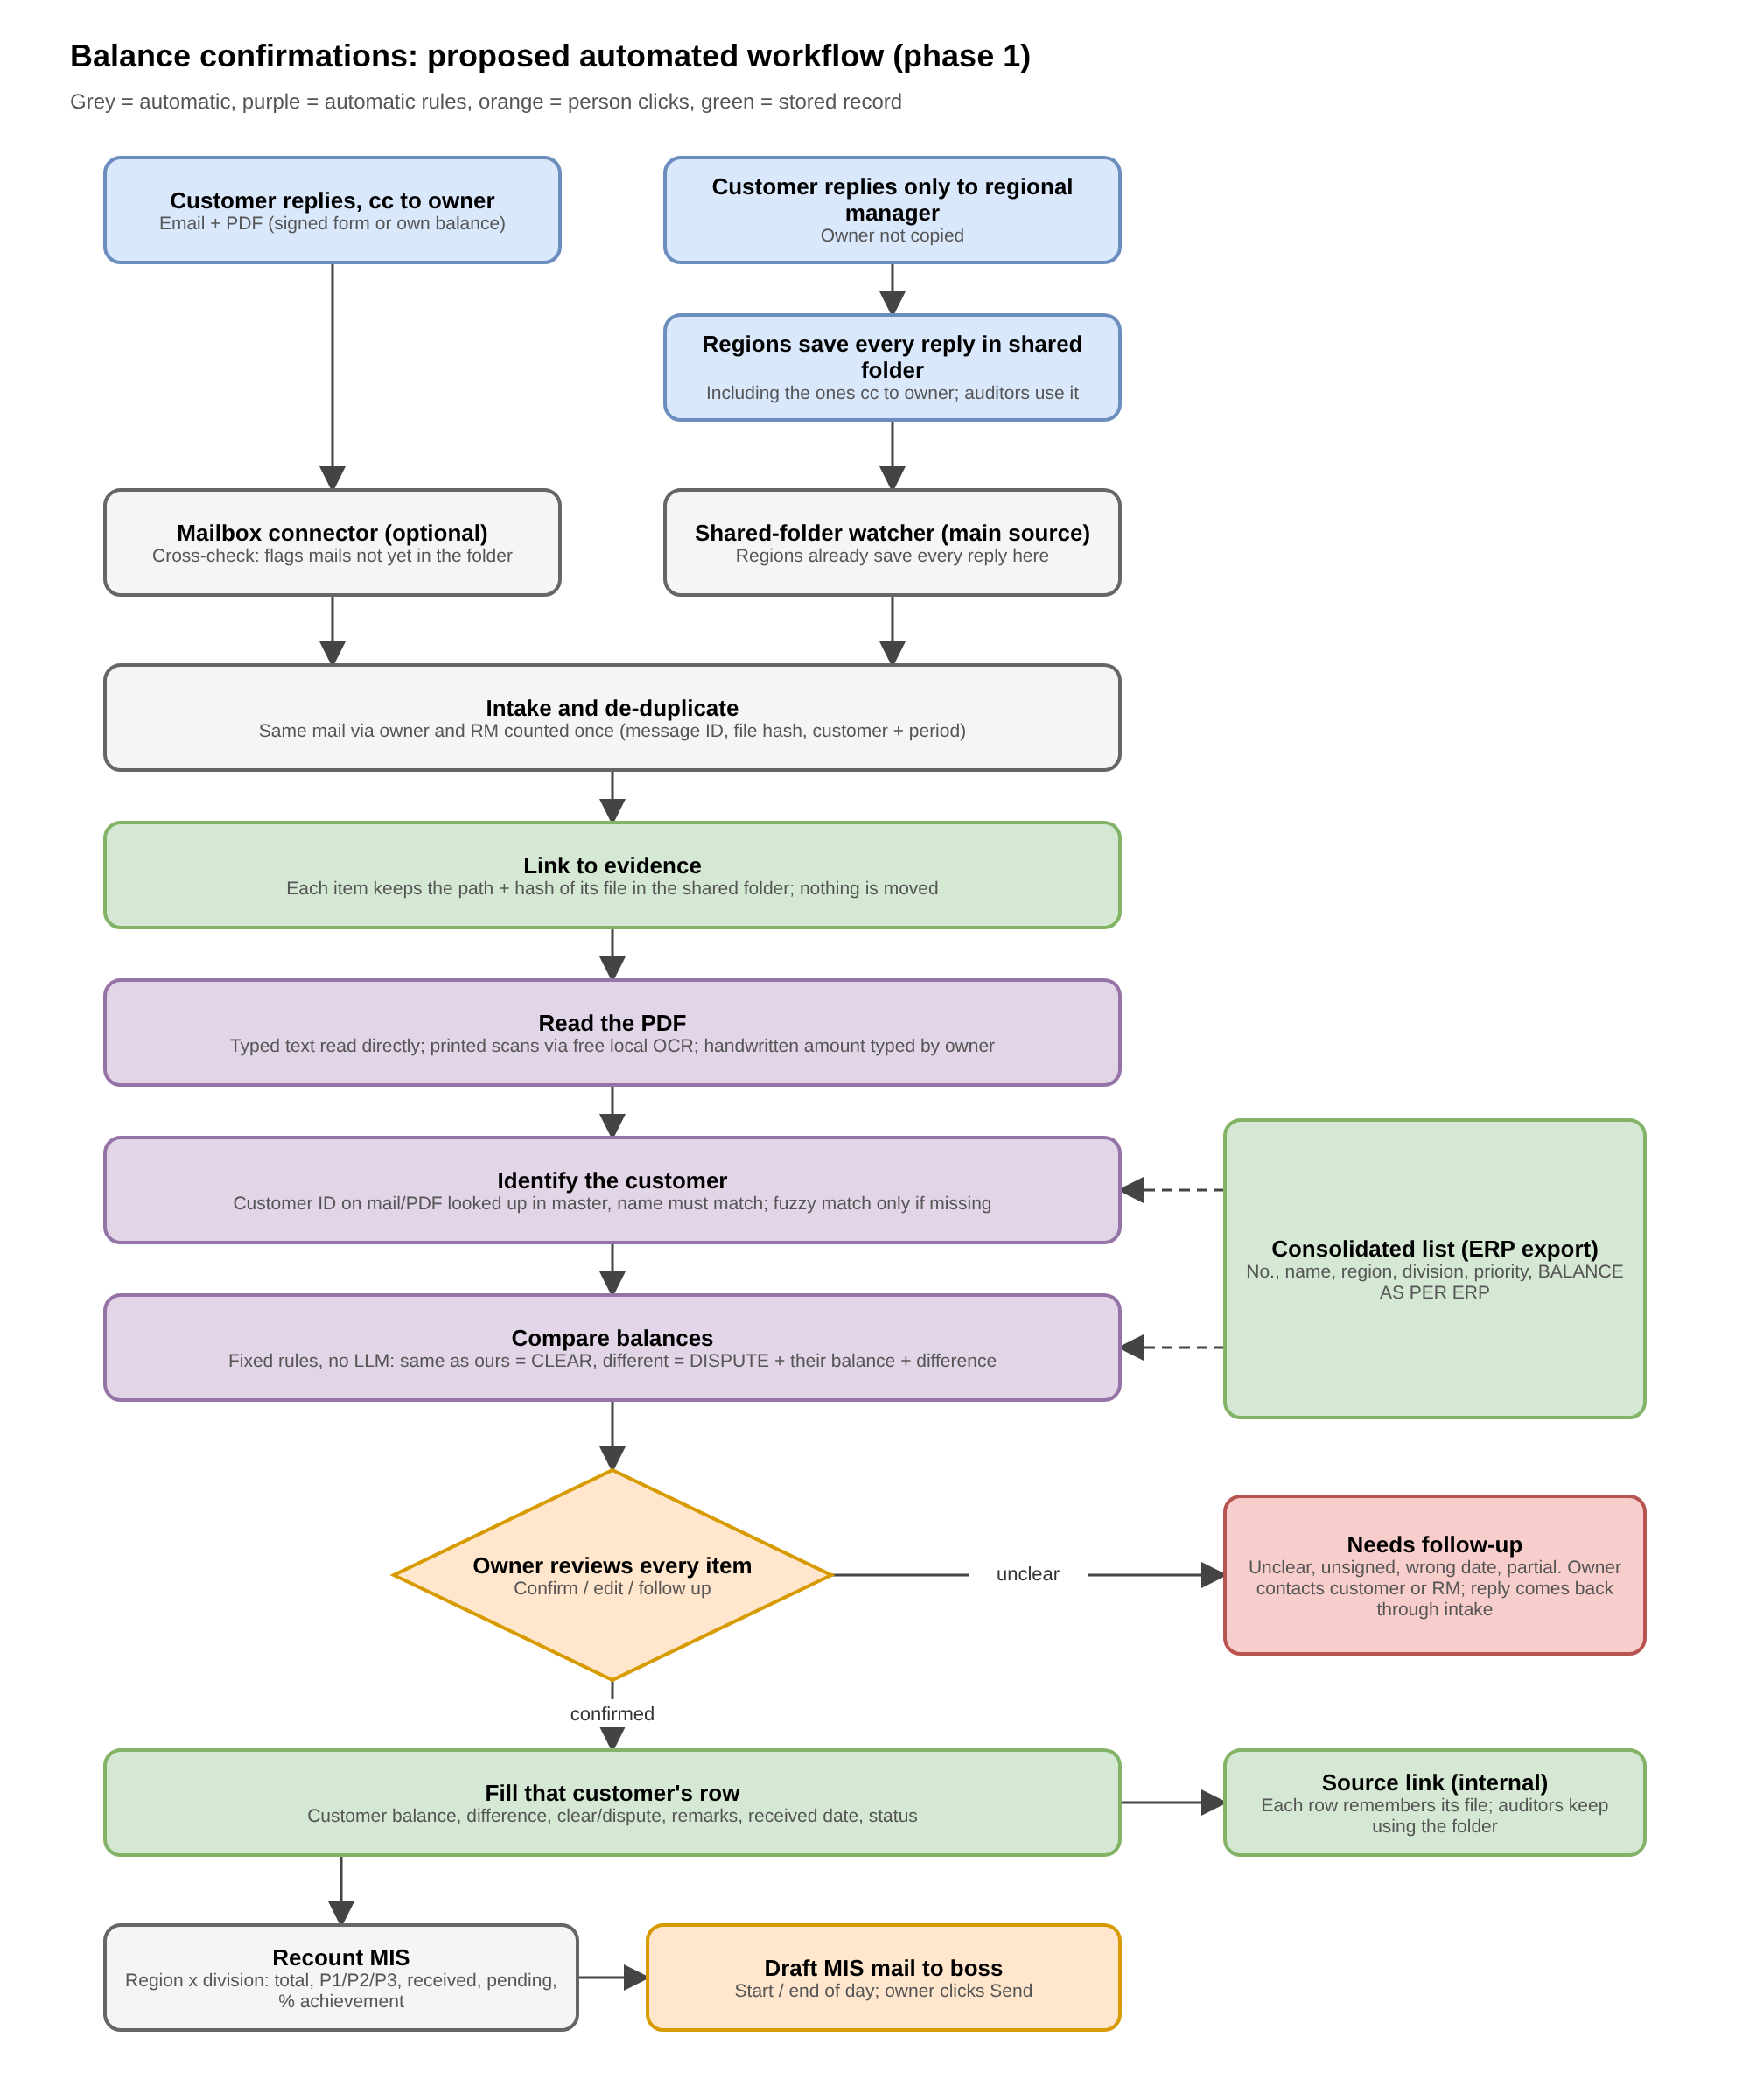 Balance confirmations: proposed automated workflow (phase 1)
Grey = automatic, purple = automatic rules, orange = person clicks, green = stored record
Customer replies, cc to owner
Email + PDF (signed form or own balance)
Customer replies only to regional
manager
Owner not copied
Regions save every reply in shared
folder
Including the ones cc to owner; auditors use it
Mailbox connector (optional)
Cross-check: flags mails not yet in the folder
Shared-folder watcher (main source)
Regions already save every reply here
Intake and de-duplicate
Same mail via owner and RM counted once (message ID, file hash, customer + period)
Link to evidence
Each item keeps the path + hash of its file in the shared folder; nothing is moved
Read the PDF
Typed text read directly; printed scans via free local OCR; handwritten amount typed by owner
Identify the customer
Customer ID on mail/PDF looked up in master, name must match; fuzzy match only if missing
Consolidated list (ERP export)
No., name, region, division, priority, BALANCE
AS PER ERP
Compare balances
Fixed rules, no LLM: same as ours = CLEAR, different = DISPUTE + their balance + difference
Owner reviews every item
Confirm / edit / follow up
unclear
Needs follow-up
Unclear, unsigned, wrong date, partial. Owner
contacts customer or RM; reply comes back
through intake
confirmed
Fill that customer's row
Customer balance, difference, clear/dispute, remarks, received date, status
Source link (internal)
Each row remembers its file; auditors keep
using the folder
Recount MIS
Region x division: total, P1/P2/P3, received, pending,
% achievement
Draft MIS mail to boss
Start / end of day; owner clicks Send